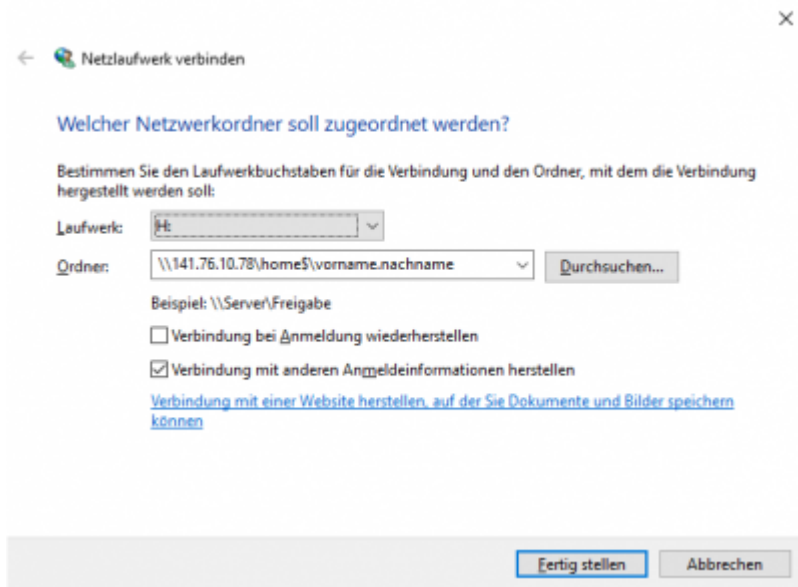 Netzlaufwerk verbinden
Welcher Netzwerkordner soll zugeordnet werden?
Bestimmen Sie den Laufwerkbuchstaben für die Verbindung und den Ordner, mit dem die Verbindung
hergestellt werden soll:
Laufwerk: H:
Ordner: \\141.76.10.78\home$\vorname.nachname Durchsuchen...
Beispiel: \\Server\Freigabe
Verbindung bei Anmeldung wiederherstellen
Verbindung mit anderen Anmeldeinformationen herstellen
Verbindung mit einer Website herstellen, auf der Sie Dokumente und Bilder speichern
können
Fertig stellen Abbrechen